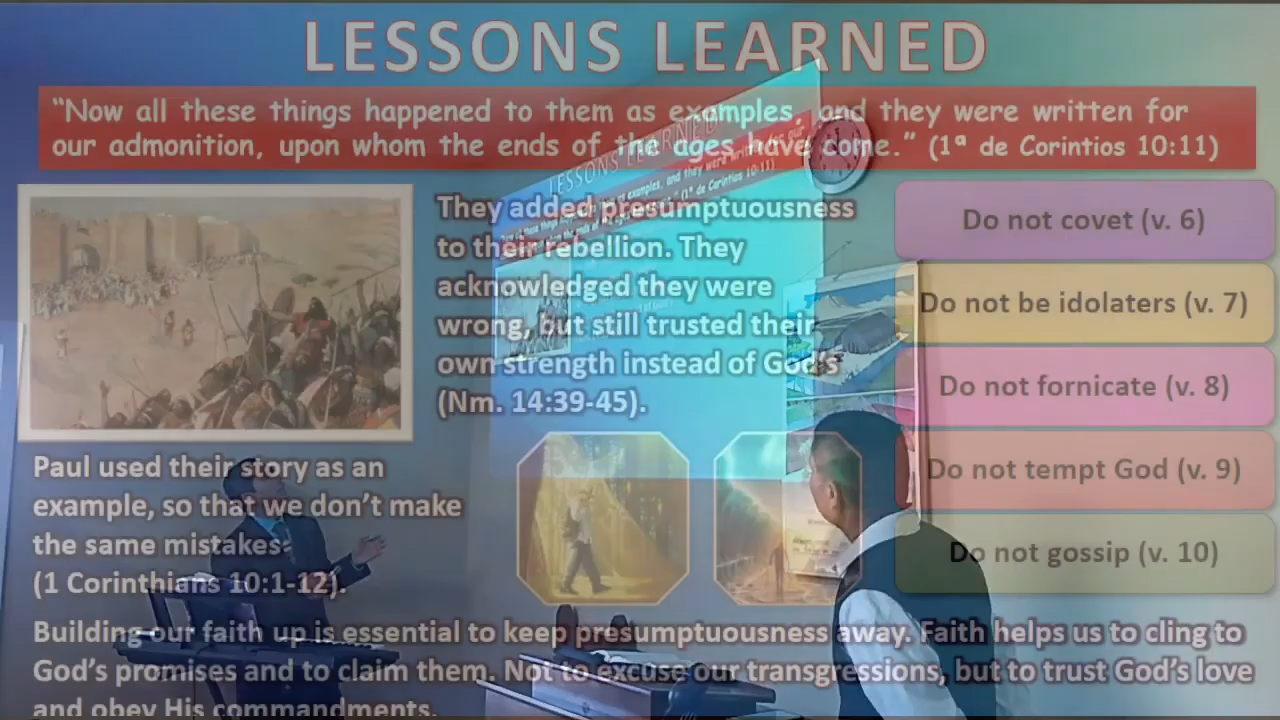 LESSONS LEARNED
“Now all these things happened to them as examples, and they were written for
our admonition, upon whom the ends of the ages have come.” (1ª de Corintios 10:11)
They added presumptuousness
to their rebellion. They
acknowledged they were
wrong, but still trusted their
own strength instead of God’s
(Nm. 14:39-45).
Do not covet (v. 6)
Do not be idolaters (v. 7)
Do not fornicate (v. 8)
Do not tempt God (v. 9)
Do not gossip (v. 10)
Paul used their story as an
example, so that we don’t make
the same mistakes
(1 Corinthians 10:1-12).
Building our faith up is essential to keep presumptuousness away. Faith helps us to cling to
God’s promises and to claim them. Not to excuse our transgressions, but to trust God’s love
and obey His commandments.
LESSONS LEARNED